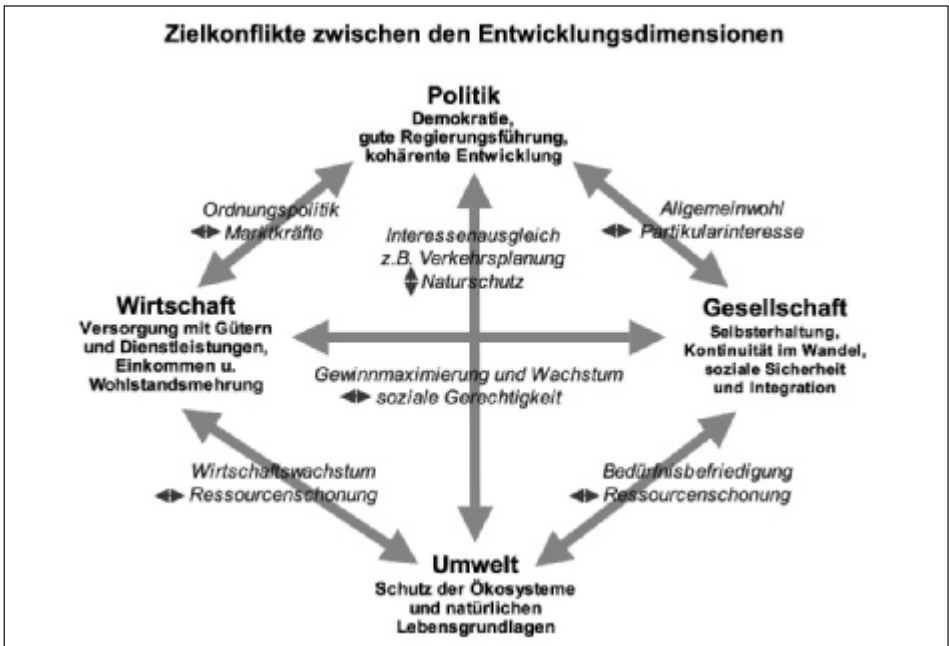 Zielkonflikte zwischen den Entwicklungsdimensionen
Politik
Demokratie,
gute Regierungsführung,
kohärente Entwicklung
Ordnungspolitik
◄► Marktkräfte
Interessenausgleich
z.B. Verkehrsplanung
Naturschutz
Allgemeinwohl
◄► Partikularinteresse
Wirtschaft
Versorgung mit Gütern
und Dienstleistungen,
Einkommen u.
Wohlstandsmehrung
Gesellschaft
Selbsterhaltung,
Kontinuität im Wandel,
soziale Sicherheit
und Integration
Gewinnmaximierung und Wachstum
◄► soziale Gerechtigkeit
Wirtschaftswachstum
◄► Ressourcenschonung
Bedürfnisbefriedigung
◄► Ressourcenschonung
Umwelt
Schutz der Ökosysteme
und natürlichen
Lebensgrundlagen